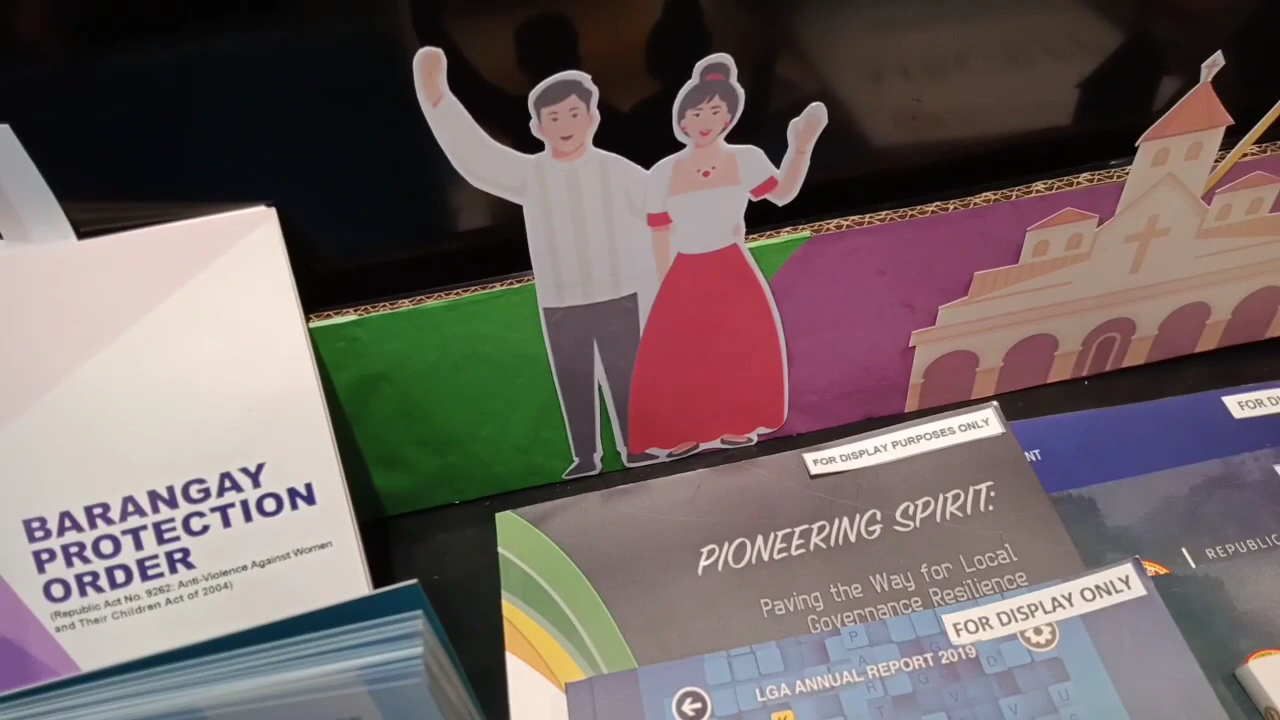 BARANGAY
PROTECTION
ORDER
(Republic Act No. 9262: Anti-Violence Against Women
and Their Children Act of 2004)
FOR DISPLAY PURPOSES ONLY
PIONEERING SPIRIT:
Paving the Way for Local
Governance Resilience
FOR DISPLAY ONLY
LGA ANNUAL REPORT 2019
FOR